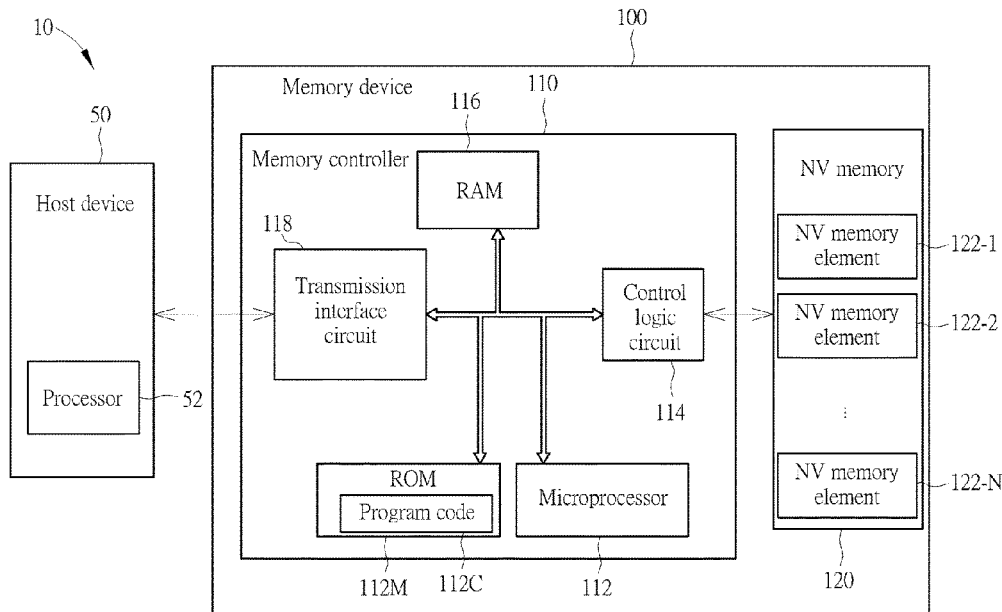 10
100
Memory device
50
110
116
Memory controller
RAM
Host device
118
Transmission
interface
circuit
Control
logic
circuit
114
NV memory
NV memory
element
122-1
NV memory
element
122-2
...
Processor
52
ROM
Program code
Microprocessor
NV memory
element
122-N
112M
112C
112
120